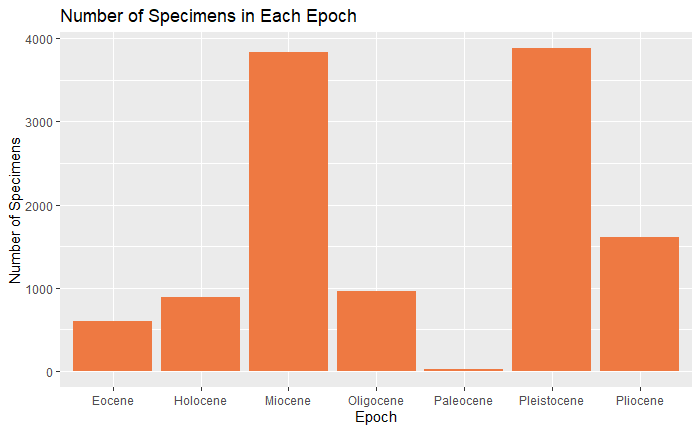 Number of Specimens in Each Epoch
Number of Specimens
4000
3000
2000
1000
0
Eocene Holocene Miocene Oligocene Paleocene Pleistocene Pliocene
Epoch